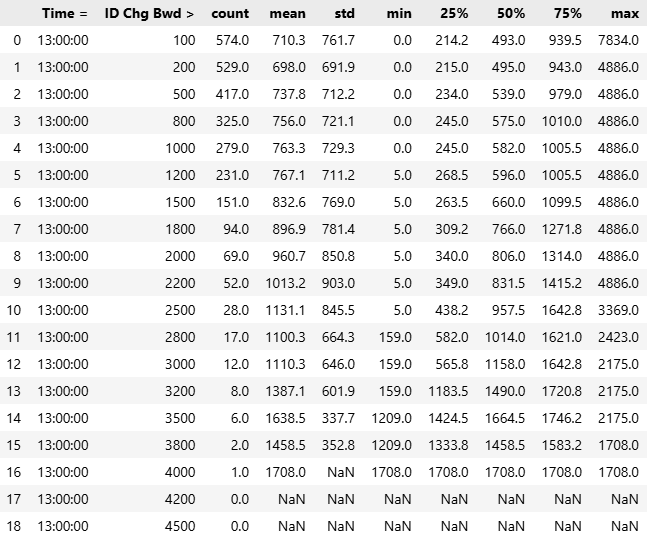 Time = ID Chg Bwd > count mean std min 25% 50% 75% max
0 13:00:00 100 574.0 710.3 761.7 0.0 214.2 493.0 939.5 7834.0
1 13:00:00 200 529.0 698.0 691.9 0.0 215.0 495.0 943.0 4886.0
2 13:00:00 500 417.0 737.8 712.2 0.0 234.0 539.0 979.0 4886.0
3 13:00:00 800 325.0 756.0 721.1 0.0 245.0 575.0 1010.0 4886.0
4 13:00:00 1000 279.0 763.3 729.3 0.0 245.0 582.0 1005.5 4886.0
5 13:00:00 1200 231.0 767.1 711.2 5.0 268.5 596.0 1005.5 4886.0
6 13:00:00 1500 151.0 832.6 769.0 5.0 263.5 660.0 1099.5 4886.0
7 13:00:00 1800 94.0 896.9 781.4 5.0 309.2 766.0 1271.8 4886.0
8 13:00:00 2000 69.0 960.7 850.8 5.0 340.0 806.0 1314.0 4886.0
9 13:00:00 2200 52.0 1013.2 903.0 5.0 349.0 831.5 1415.2 4886.0
10 13:00:00 2500 28.0 1131.1 845.5 5.0 438.2 957.5 1642.8 3369.0
11 13:00:00 2800 17.0 1100.3 664.3 159.0 582.0 1014.0 1621.0 2423.0
12 13:00:00 3000 12.0 1110.3 646.0 159.0 565.8 1158.0 1642.8 2175.0
13 13:00:00 3200 8.0 1387.1 601.9 159.0 1183.5 1490.0 1720.8 2175.0
14 13:00:00 3500 6.0 1638.5 337.7 1209.0 1424.5 1664.5 1746.2 2175.0
15 13:00:00 3800 2.0 1458.5 352.8 1209.0 1333.8 1458.5 1583.2 1708.0
16 13:00:00 4000 1.0 1708.0 NaN 1708.0 1708.0 1708.0 1708.0 1708.0
17 13:00:00 4200 0.0 NaN NaN NaN NaN NaN NaN NaN
18 13:00:00 4500 0.0 NaN NaN NaN NaN NaN NaN NaN